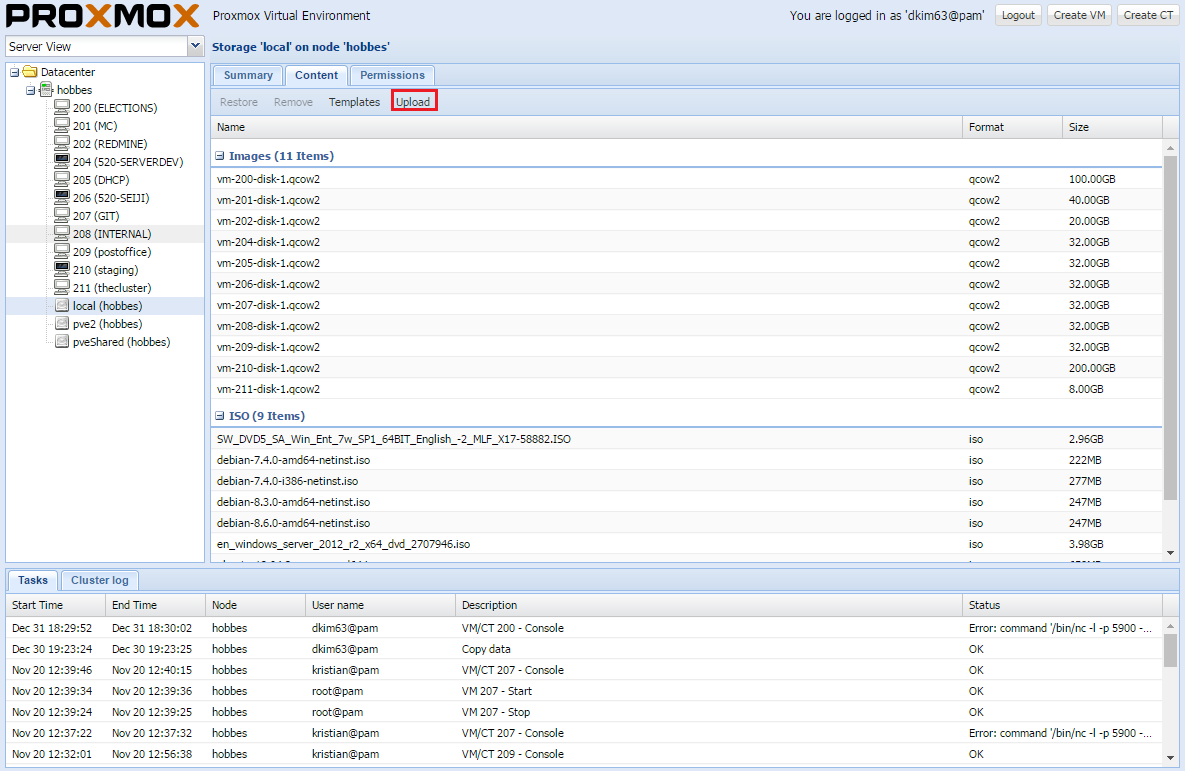 PROXMOX Proxmox Virtual Environment You are logged in as 'dkim63@pam' Logout Create VM Create CT
Server View
Storage 'local' on node 'hobbes'
Datacenter
hobbes
200 (ELECTIONS)
201 (MC)
202 (REDMINE)
204 (520-SERVERDEV)
205 (DHCP)
206 (520-SEIJI)
207 (GIT)
208 (INTERNAL)
209 (postoffice)
210 (staging)
211 (thecluster)
local (hobbes)
pve2 (hobbes)
pveShared (hobbes)
Summary Content Permissions
Restore Remove Templates Upload
Name Format Size
Images (11 Items)
vm-200-disk-1.qcow2 qcow2 100.00GB
vm-201-disk-1.qcow2 qcow2 40.00GB
vm-202-disk-1.qcow2 qcow2 20.00GB
vm-204-disk-1.qcow2 qcow2 32.00GB
vm-205-disk-1.qcow2 qcow2 32.00GB
vm-206-disk-1.qcow2 qcow2 32.00GB
vm-207-disk-1.qcow2 qcow2 32.00GB
vm-208-disk-1.qcow2 qcow2 32.00GB
vm-209-disk-1.qcow2 qcow2 32.00GB
vm-210-disk-1.qcow2 qcow2 200.00GB
vm-211-disk-1.qcow2 qcow2 8.00GB
ISO (9 Items)
SW_DVD5_SA_Win_Ent_7w_SP1_64BIT_English_-2_MLF_X17-58882.ISO iso 2.96GB
debian-7.4.0-amd64-netinst.iso iso 222MB
debian-7.4.0-i386-netinst.iso iso 277MB
debian-8.3.0-amd64-netinst.iso iso 247MB
debian-8.6.0-amd64-netinst.iso iso 247MB
en_windows_server_2012_r2_x64_dvd_2707946.iso iso 3.98GB
Tasks Cluster log
Start Time End Time Node User name Description Status
Dec 31 18:29:52 Dec 31 18:30:02 hobbes dkim63@pam VM/CT 200 - Console Error: command '/bin/nc -l -p 5900 -...
Dec 30 19:23:24 Dec 30 19:23:25 hobbes dkim63@pam Copy data OK
Nov 20 12:39:46 Nov 20 12:40:15 hobbes kristian@pam VM/CT 207 - Console OK
Nov 20 12:39:34 Nov 20 12:39:36 hobbes root@pam VM 207 - Start OK
Nov 20 12:39:24 Nov 20 12:39:25 hobbes root@pam VM 207 - Stop OK
Nov 20 12:37:22 Nov 20 12:37:32 hobbes kristian@pam VM/CT 207 - Console Error: command '/bin/nc -l -p 5900 -...
Nov 20 12:32:01 Nov 20 12:56:38 hobbes kristian@pam VM/CT 209 - Console OK